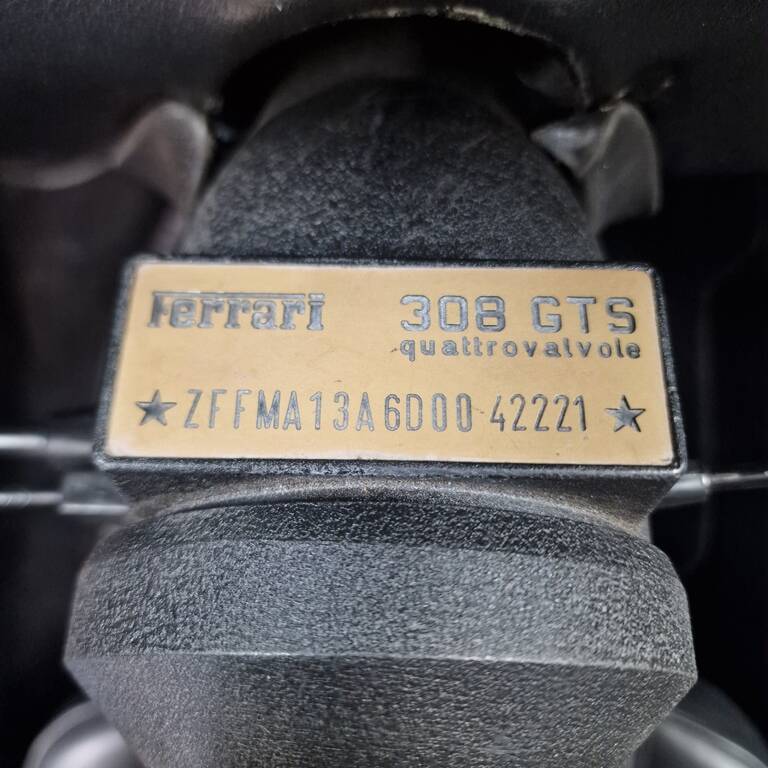 Ferrari 308 GTS
quattrovalvole
★ZFFMA13A6D00 42221★